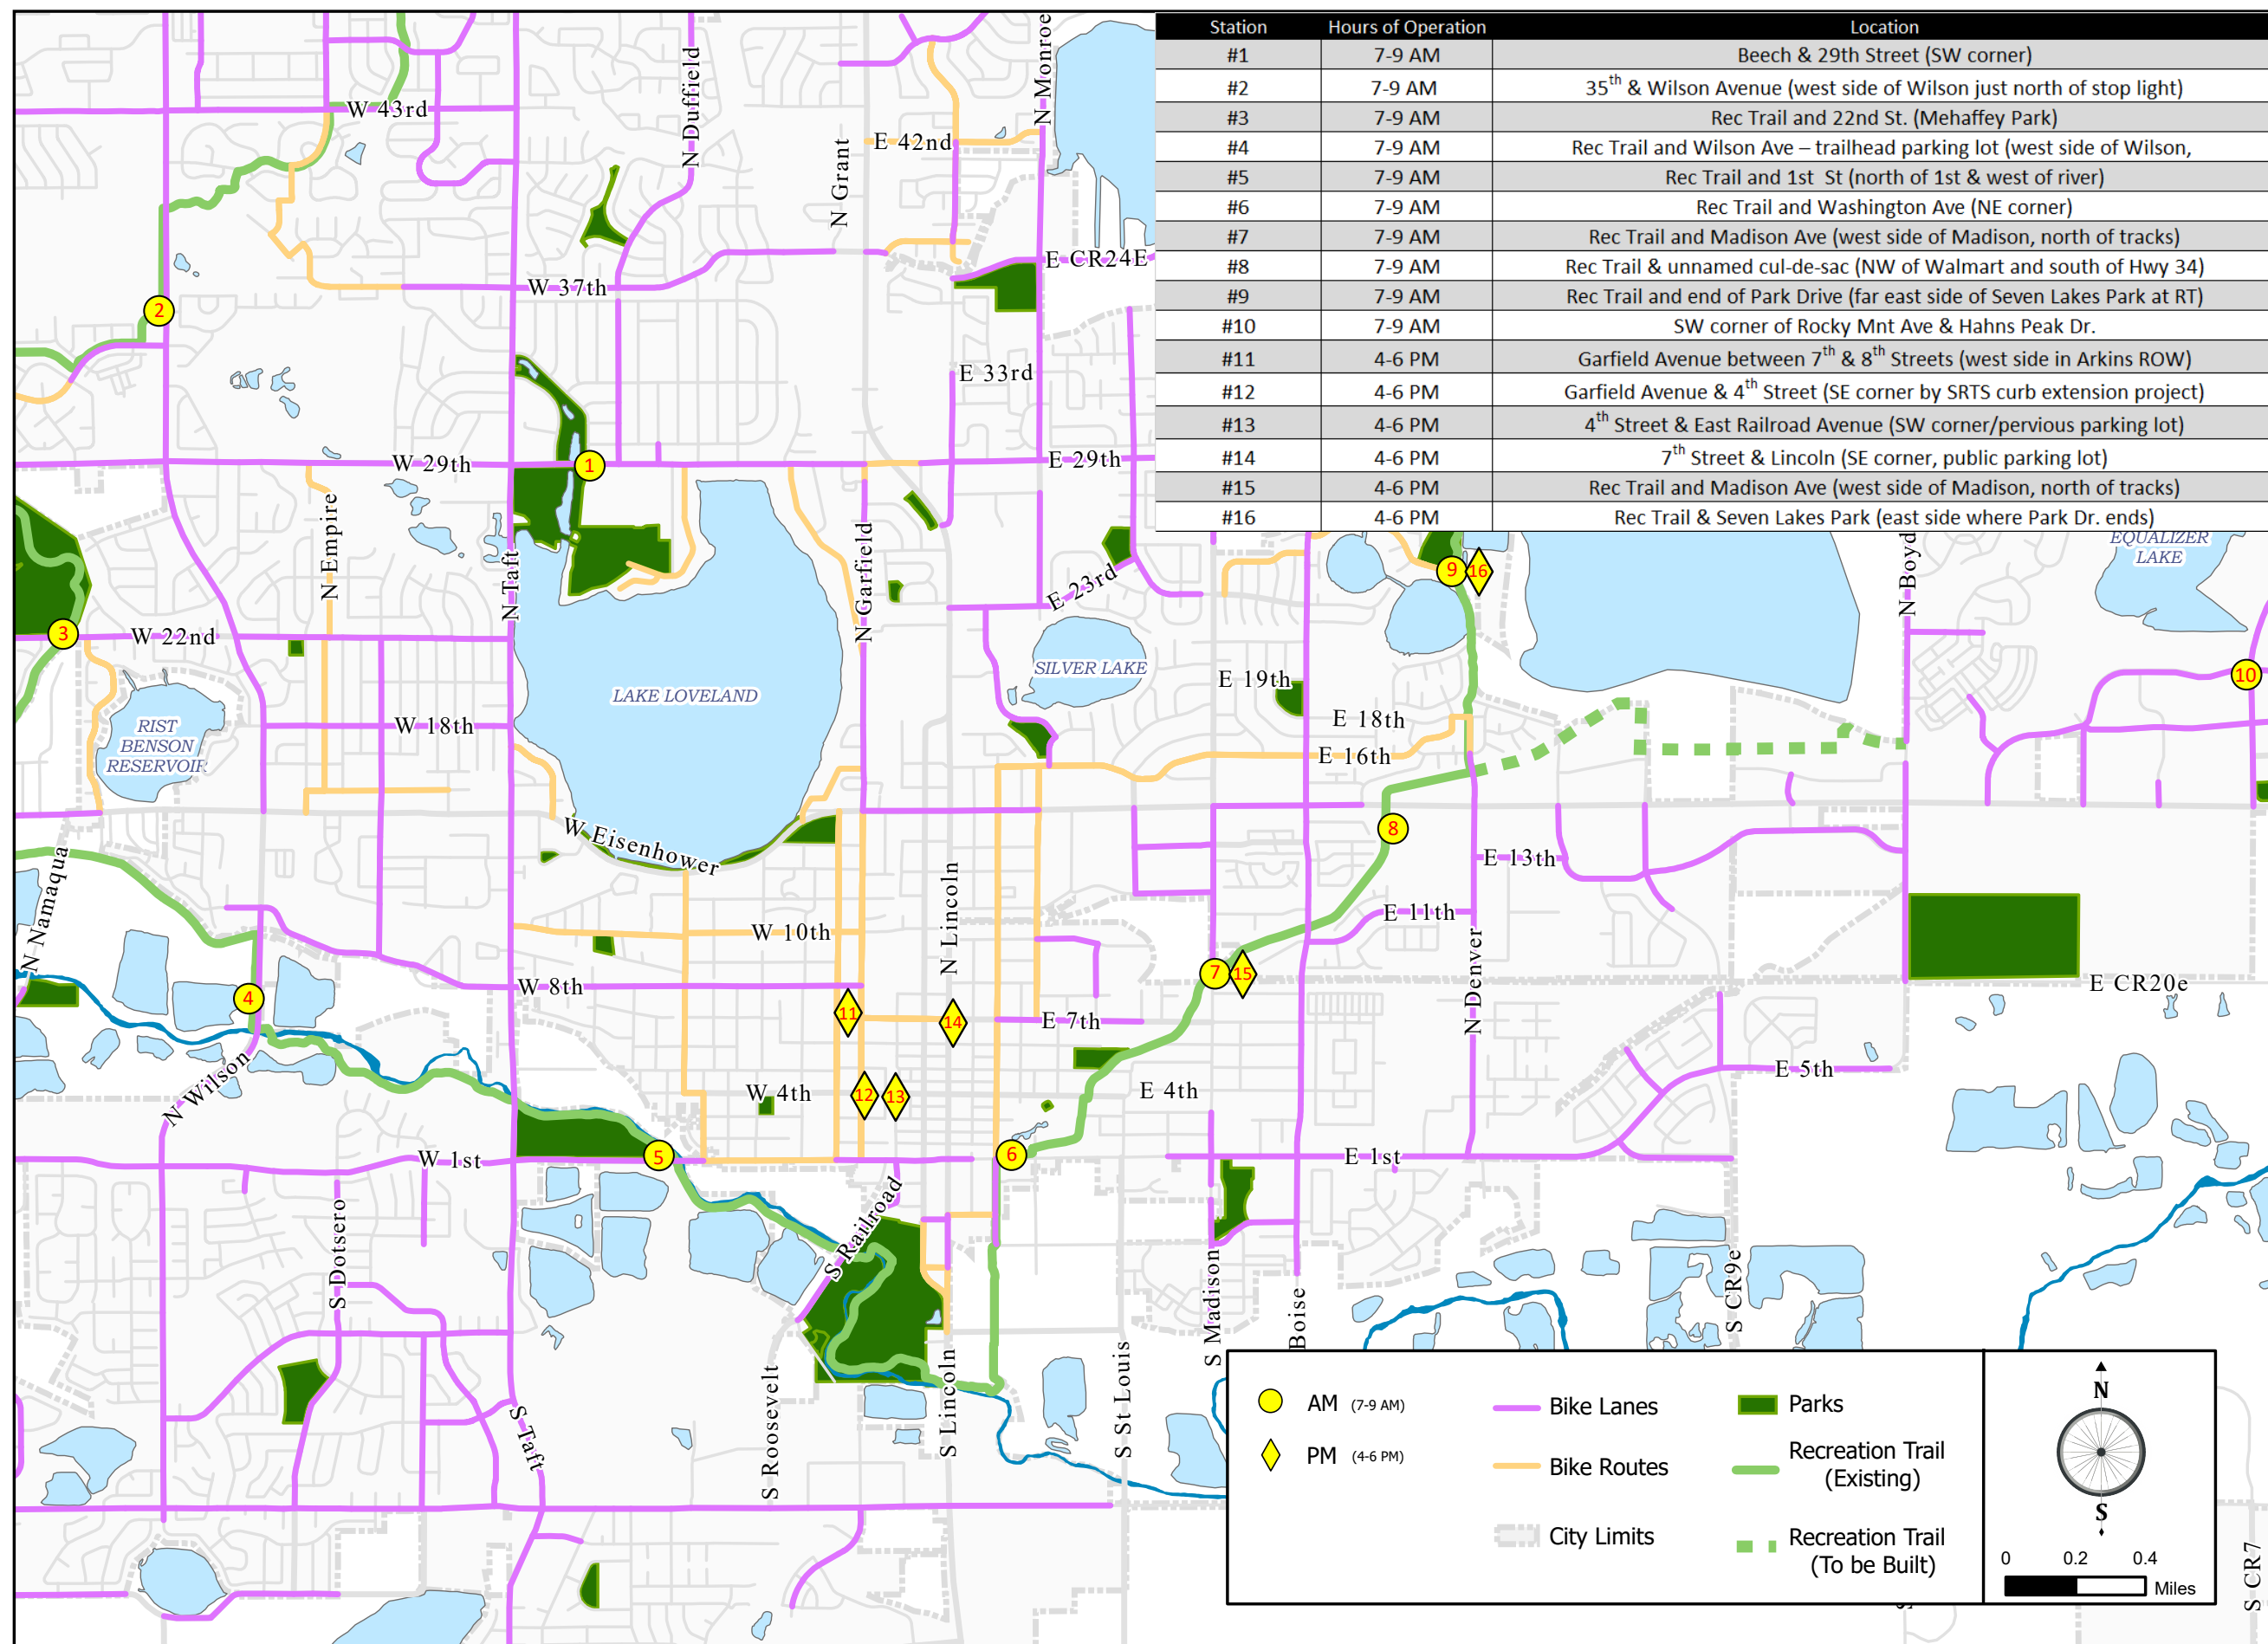 Station Hours of Operation Location
#1 7-9 AM Beech & 29th Street (SW corner)
#2 7-9 AM 35th & Wilson Avenue (west side of Wilson just north of stop light)
#3 7-9 AM Rec Trail and 22nd St. (Mehaffey Park)
#4 7-9 AM Rec Trail and Wilson Ave – trailhead parking lot (west side of Wilson,
#5 7-9 AM Rec Trail and 1st St (north of 1st & west of river)
#6 7-9 AM Rec Trail and Washington Ave (NE corner)
#7 7-9 AM Rec Trail and Madison Ave (west side of Madison, north of tracks)
#8 7-9 AM Rec Trail & unnamed cul-de-sac (NW of Walmart and south of Hwy 34)
#9 7-9 AM Rec Trail and end of Park Drive (far east side of Seven Lakes Park at RT)
#10 7-9 AM SW corner of Rocky Mnt Ave & Hahns Peak Dr.
#11 4-6 PM Garfield Avenue between 7th & 8th Streets (west side in Arkins ROW)
#12 4-6 PM Garfield Avenue & 4th Street (SE corner by SRTS curb extension project)
#13 4-6 PM 4th Street & East Railroad Avenue (SW corner/pervious parking lot)
#14 4-6 PM 7th Street & Lincoln (SE corner, public parking lot)
#15 4-6 PM Rec Trail and Madison Ave (west side of Madison, north of tracks)
#16 4-6 PM Rec Trail & Seven Lakes Park (east side where Park Dr. ends)
W 43rd
N Duffield
N Monroe
N Grant
E 42nd
E CR24E
W 37th
2
E 33rd
W 29th
1
E 29th
N Empire
N Taft
N Garfield
E 23rd
9
16
N Boyd
EQUALIZER
LAKE
3
W 22nd
SILVER LAKE
E 19th
10
LAKE LOVELAND
RIST
BENSON
RESERVOIR
W 18th
E 18th
E 16th
W Eisenhower
8
E 13th
N Namaqua
W 10th
N Lincoln
E 11th
7
15
N Denver
E CR20e
4
W 8th
11
14
E 7th
N Wilson
W 4th
12
13
E 4th
E 5th
W 1st
5
6
E 1st
S Dotsero
S Railroad
S Madison
Boise
S CR9e
S Taft
S Roosevelt
S Lincoln
S St Louis
S CR7
AM (7-9 AM)
PM (4-6 PM)
Bike Lanes
Bike Routes
City Limits
Parks
Recreation Trail
(Existing)
Recreation Trail
(To be Built)
N
S
0 0.2 0.4
Miles